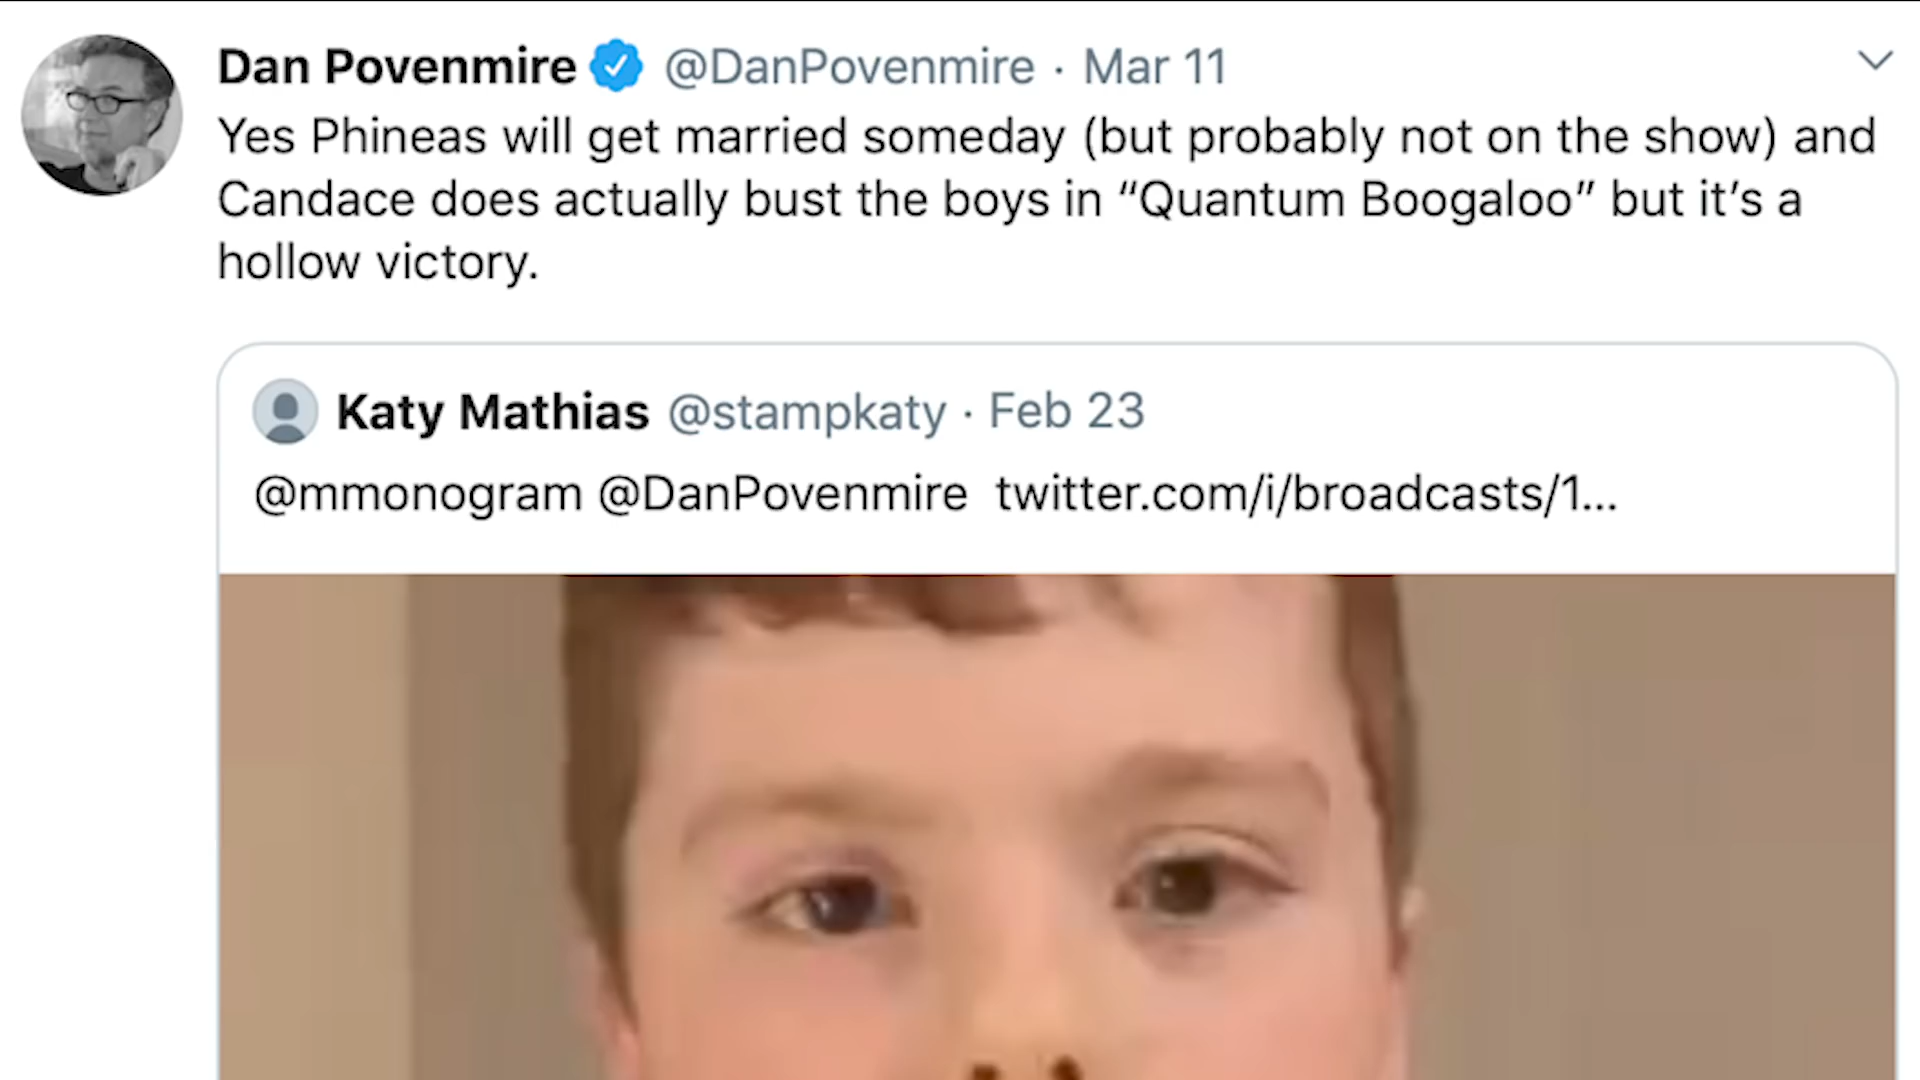 Dan Povenmire @DanPovenmire · Mar 11
Yes Phineas will get married someday (but probably not on the show) and
Candace does actually bust the boys in “Quantum Boogaloo” but it’s a
hollow victory.
Katy Mathias @stampkaty · Feb 23
@mmonogram @DanPovenmire twitter.com/i/broadcasts/1...